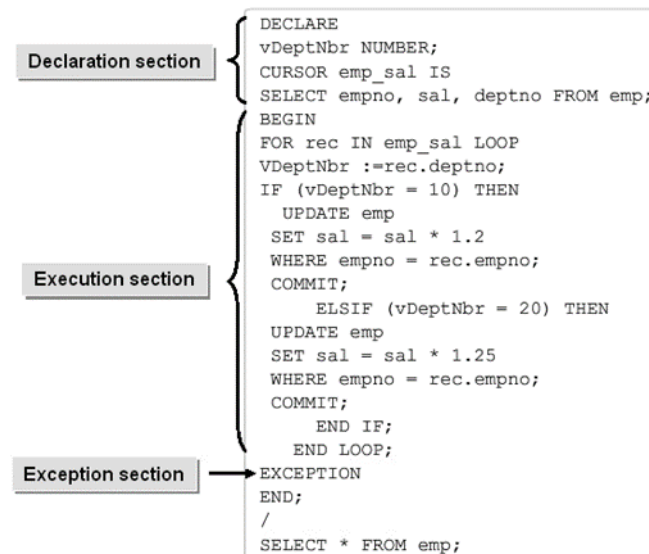 DECLARE
vDeptNbr NUMBER;
Declaration section
CURSOR emp_sal IS
SELECT empno, sal, deptno FROM emp;
BEGIN
FOR rec IN emp_sal LOOP
VDeptNbr :=rec.deptno;
IF (vDeptNbr = 10) THEN
UPDATE emp
SET sal = sal * 1.2
WHERE empno = rec.empno;
Execution section
COMMIT;
ELSIF (vDeptNbr = 20) THEN
UPDATE emp
SET sal = sal * 1.25
WHERE empno = rec.empno;
COMMIT;
END IF;
END LOOP;
Exception section
EXCEPTION
END;
/
SELECT * FROM emp;